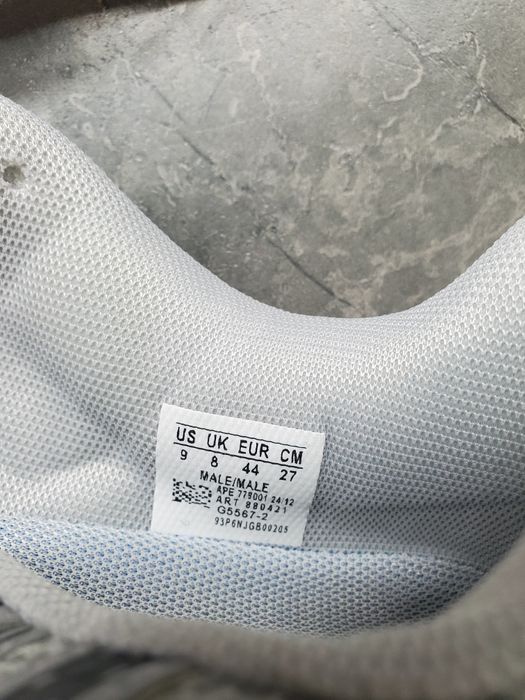 US UK EUR CM
9 8 44 27
MALE/MALE
APE 779001 24/12
ART 880421
G5567-2
93P6NJGB00205